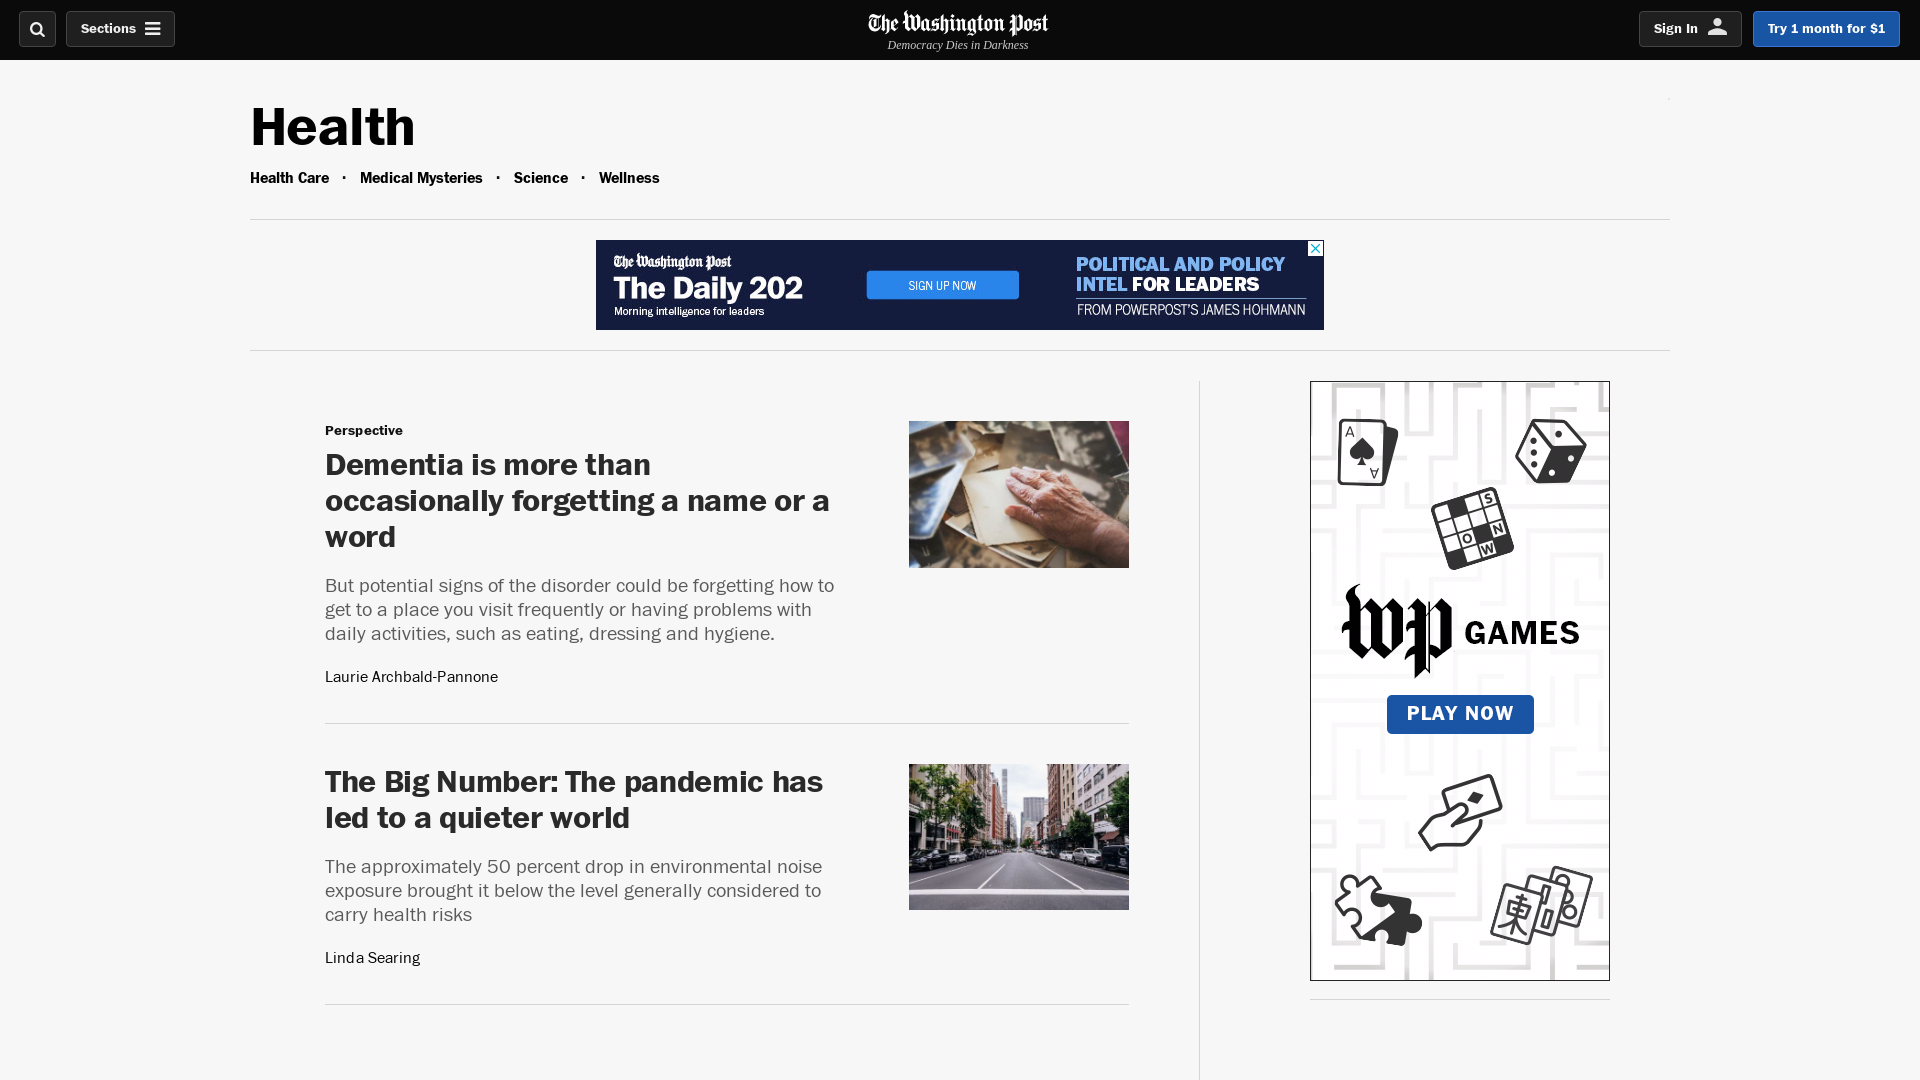 Sections
The Washington Post
Democracy Dies in Darkness
Sign In
Try 1 month for $1
Health
Health Care · Medical Mysteries · Science · Wellness
The Washington Post
The Daily 202
Morning intelligence for leaders
SIGN UP NOW
POLITICAL AND POLICY
INTEL FOR LEADERS
FROM POWERPOST'S JAMES HOHMANN
Perspective
Dementia is more than
occasionally forgetting a name or a
word
But potential signs of the disorder could be forgetting how to
get to a place you visit frequently or having problems with
daily activities, such as eating, dressing and hygiene.
Laurie Archbald-Pannone
The Big Number: The pandemic has
led to a quieter world
The approximately 50 percent drop in environmental noise
exposure brought it below the level generally considered to
carry health risks
Linda Searing
A
A
S
O N
W
wp GAMES
PLAY NOW
東